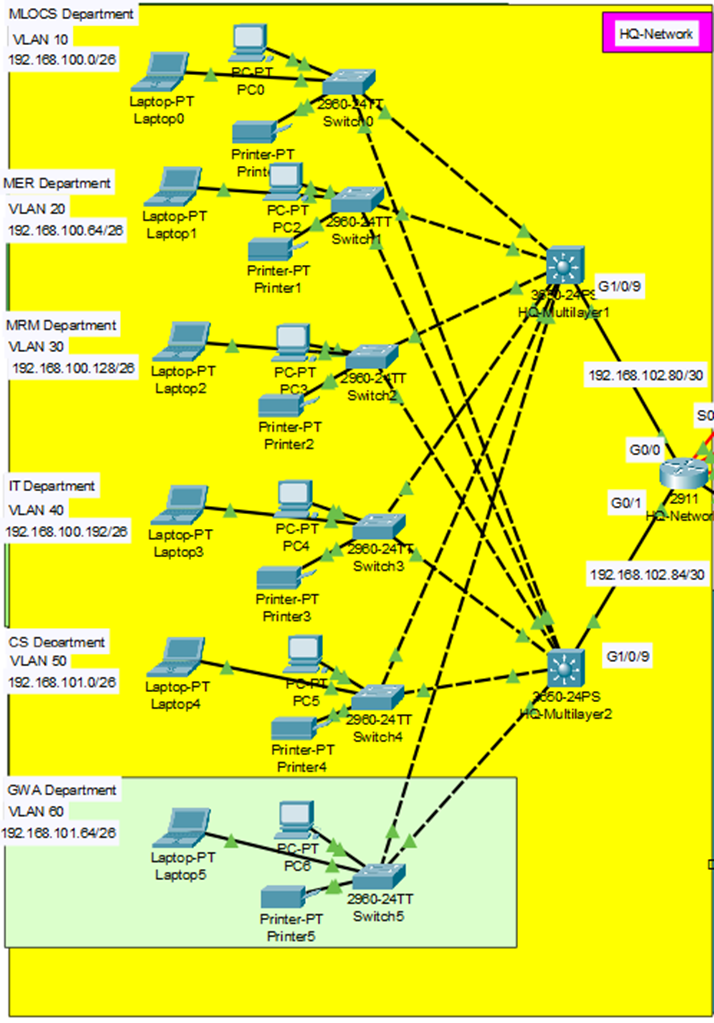 MLOCS Department
VLAN 10
192.168.100.0/26
HQ-Network
PC-PT
PC0
Laptop-PT
Laptop0
2960-24TT
Switch0
Printer-PT
MER Department
VLAN 20
192.168.100.64/26
PC-PT
PC2
Laptop-PT
Laptop1
2960-24TT
Switch1
Printer-PT
Printer1
G1/0/9
3650-24PS
HQ-Multilayer1
MRM Department
VLAN 30
192.168.100.128/26
PC-PT
PC3
Laptop-PT
Laptop2
2960-24TT
Switch2
Printer-PT
Printer2
192.168.102.80/30
S0
G0/0
2911
HQ-Network
G0/1
IT Department
VLAN 40
192.168.100.192/26
PC-PT
PC4
Laptop-PT
Laptop3
2960-24TT
Switch3
Printer-PT
Printer3
192.168.102.84/30
CS Department
VLAN 50
192.168.101.0/26
PC-PT
PC5
Laptop-PT
Laptop4
2960-24TT
Switch4
Printer-PT
Printer4
G1/0/9
3650-24PS
HQ-Multilayer2
GWA Department
VLAN 60
192.168.101.64/26
PC-PT
PC6
Laptop-PT
Laptop5
2960-24TT
Switch5
Printer-PT
Printer5